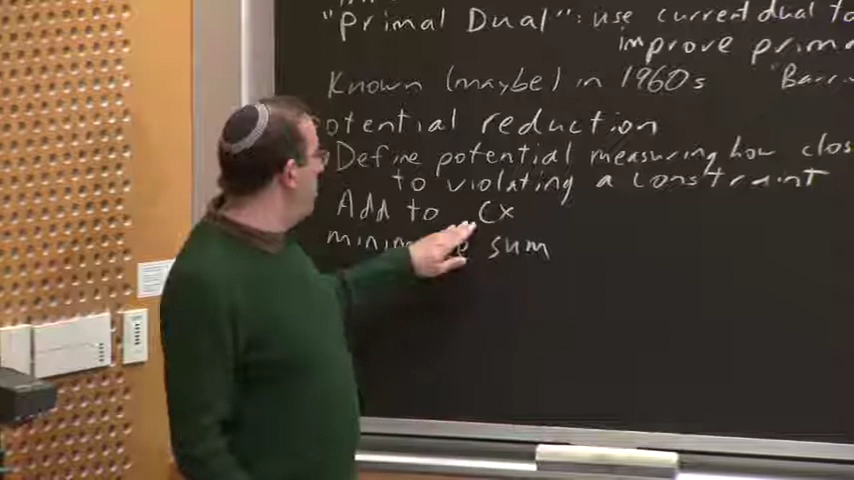 "Primal Dual": use current dual to
improve primal
Known (maybe) in 1960s
potential reduction
Define potential measuring how close
to violating a constraint
Add to cx
sum